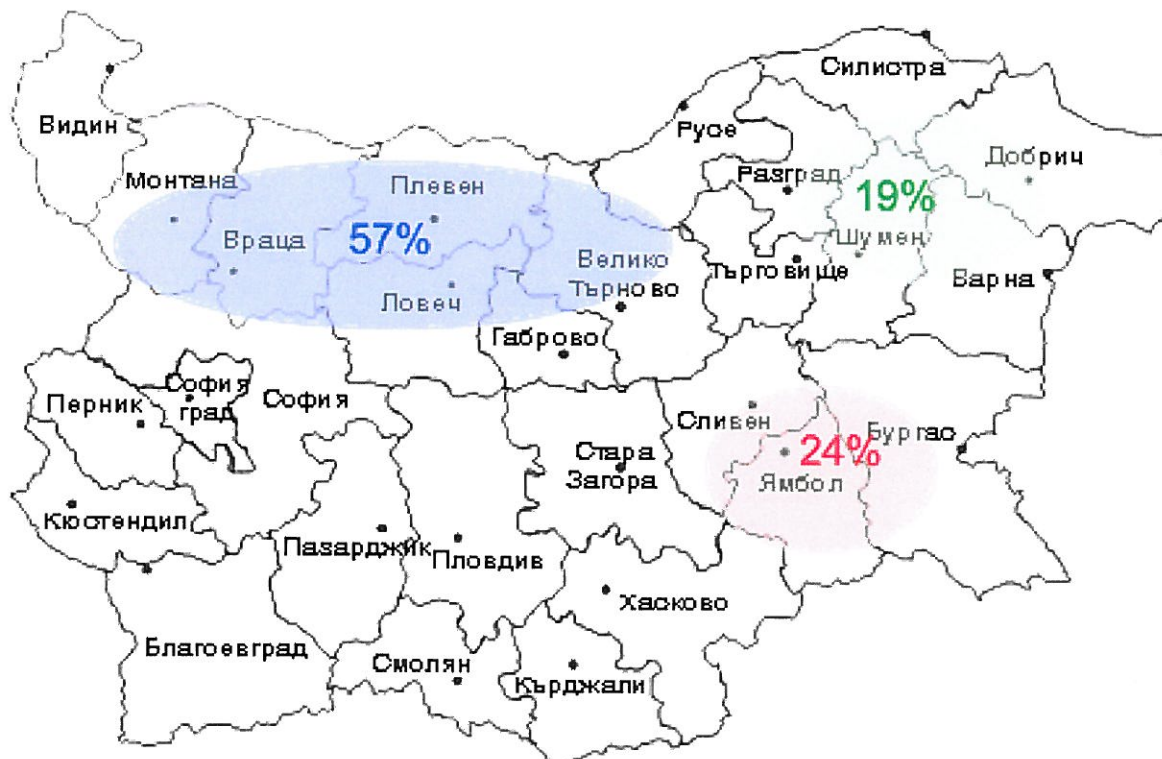 Силистра
Видин
Русе
Добрич
Монтана
Плевен
Разград
19%
Враца
57%
Шумен
Велико
Търново
Търговище
Варна
Ловеч
Габрово
София
град
София
Перник
Сливен
Бургас
24%
Стара
Загора
Ямбол
Кюстендил
Пазарджик
Пловдив
Хасково
Благоевград
Смолян
Кърджали